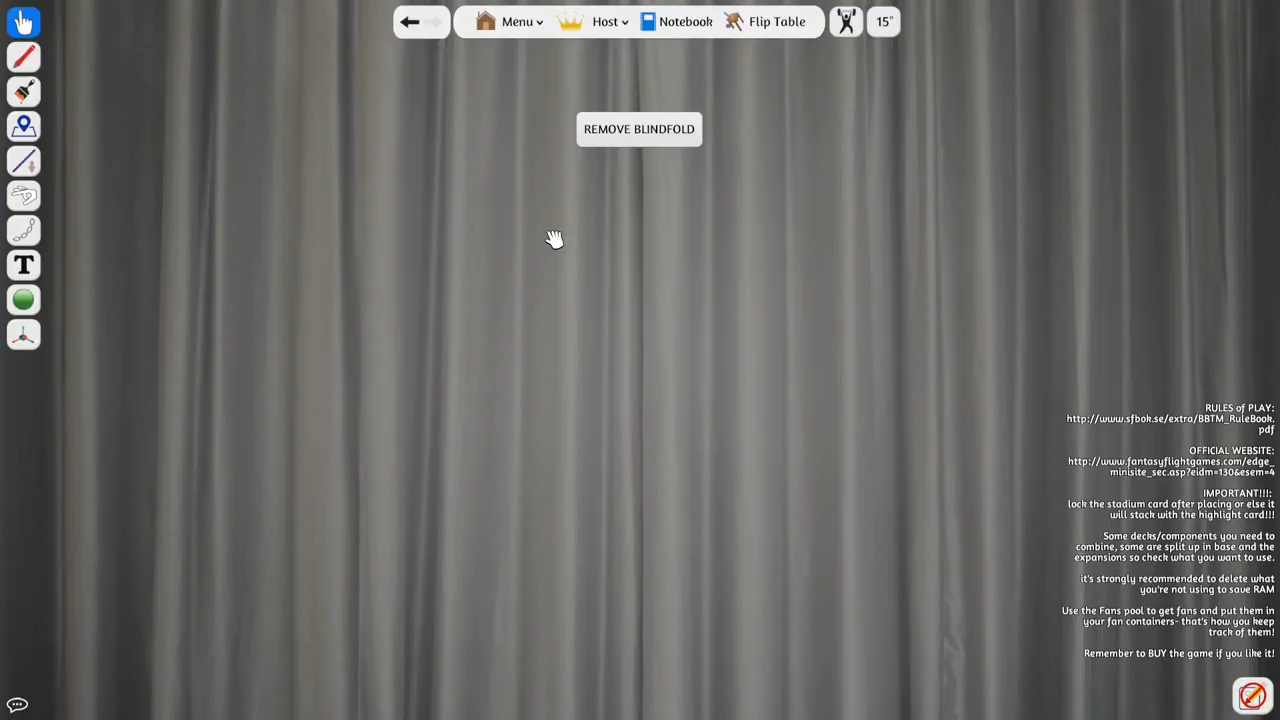 Menu Host Notebook Flip Table 15°
REMOVE BLINDFOLD
T
RULES of PLAY:
http://www.sfbok.se/extra/BBTM_RuleBook.
pdf
OFFICIAL WEBSITE:
http://www.fantasyflightgames.com/edge_
minisite_sec.asp?eidm=130&esem=4
IMPORTANT!!!:
lock the stadium card after placing or else it
will stack with the highlight card!!!
Some decks/components you need to
combine, some are split up in base and the
expansions so check what you want to use.
it's strongly recommended to delete what
you're not using to save RAM
Use the Fans pool to get fans and put them in
your fan containers- that's how you keep
track of them!
Remember to BUY the game if you like it!